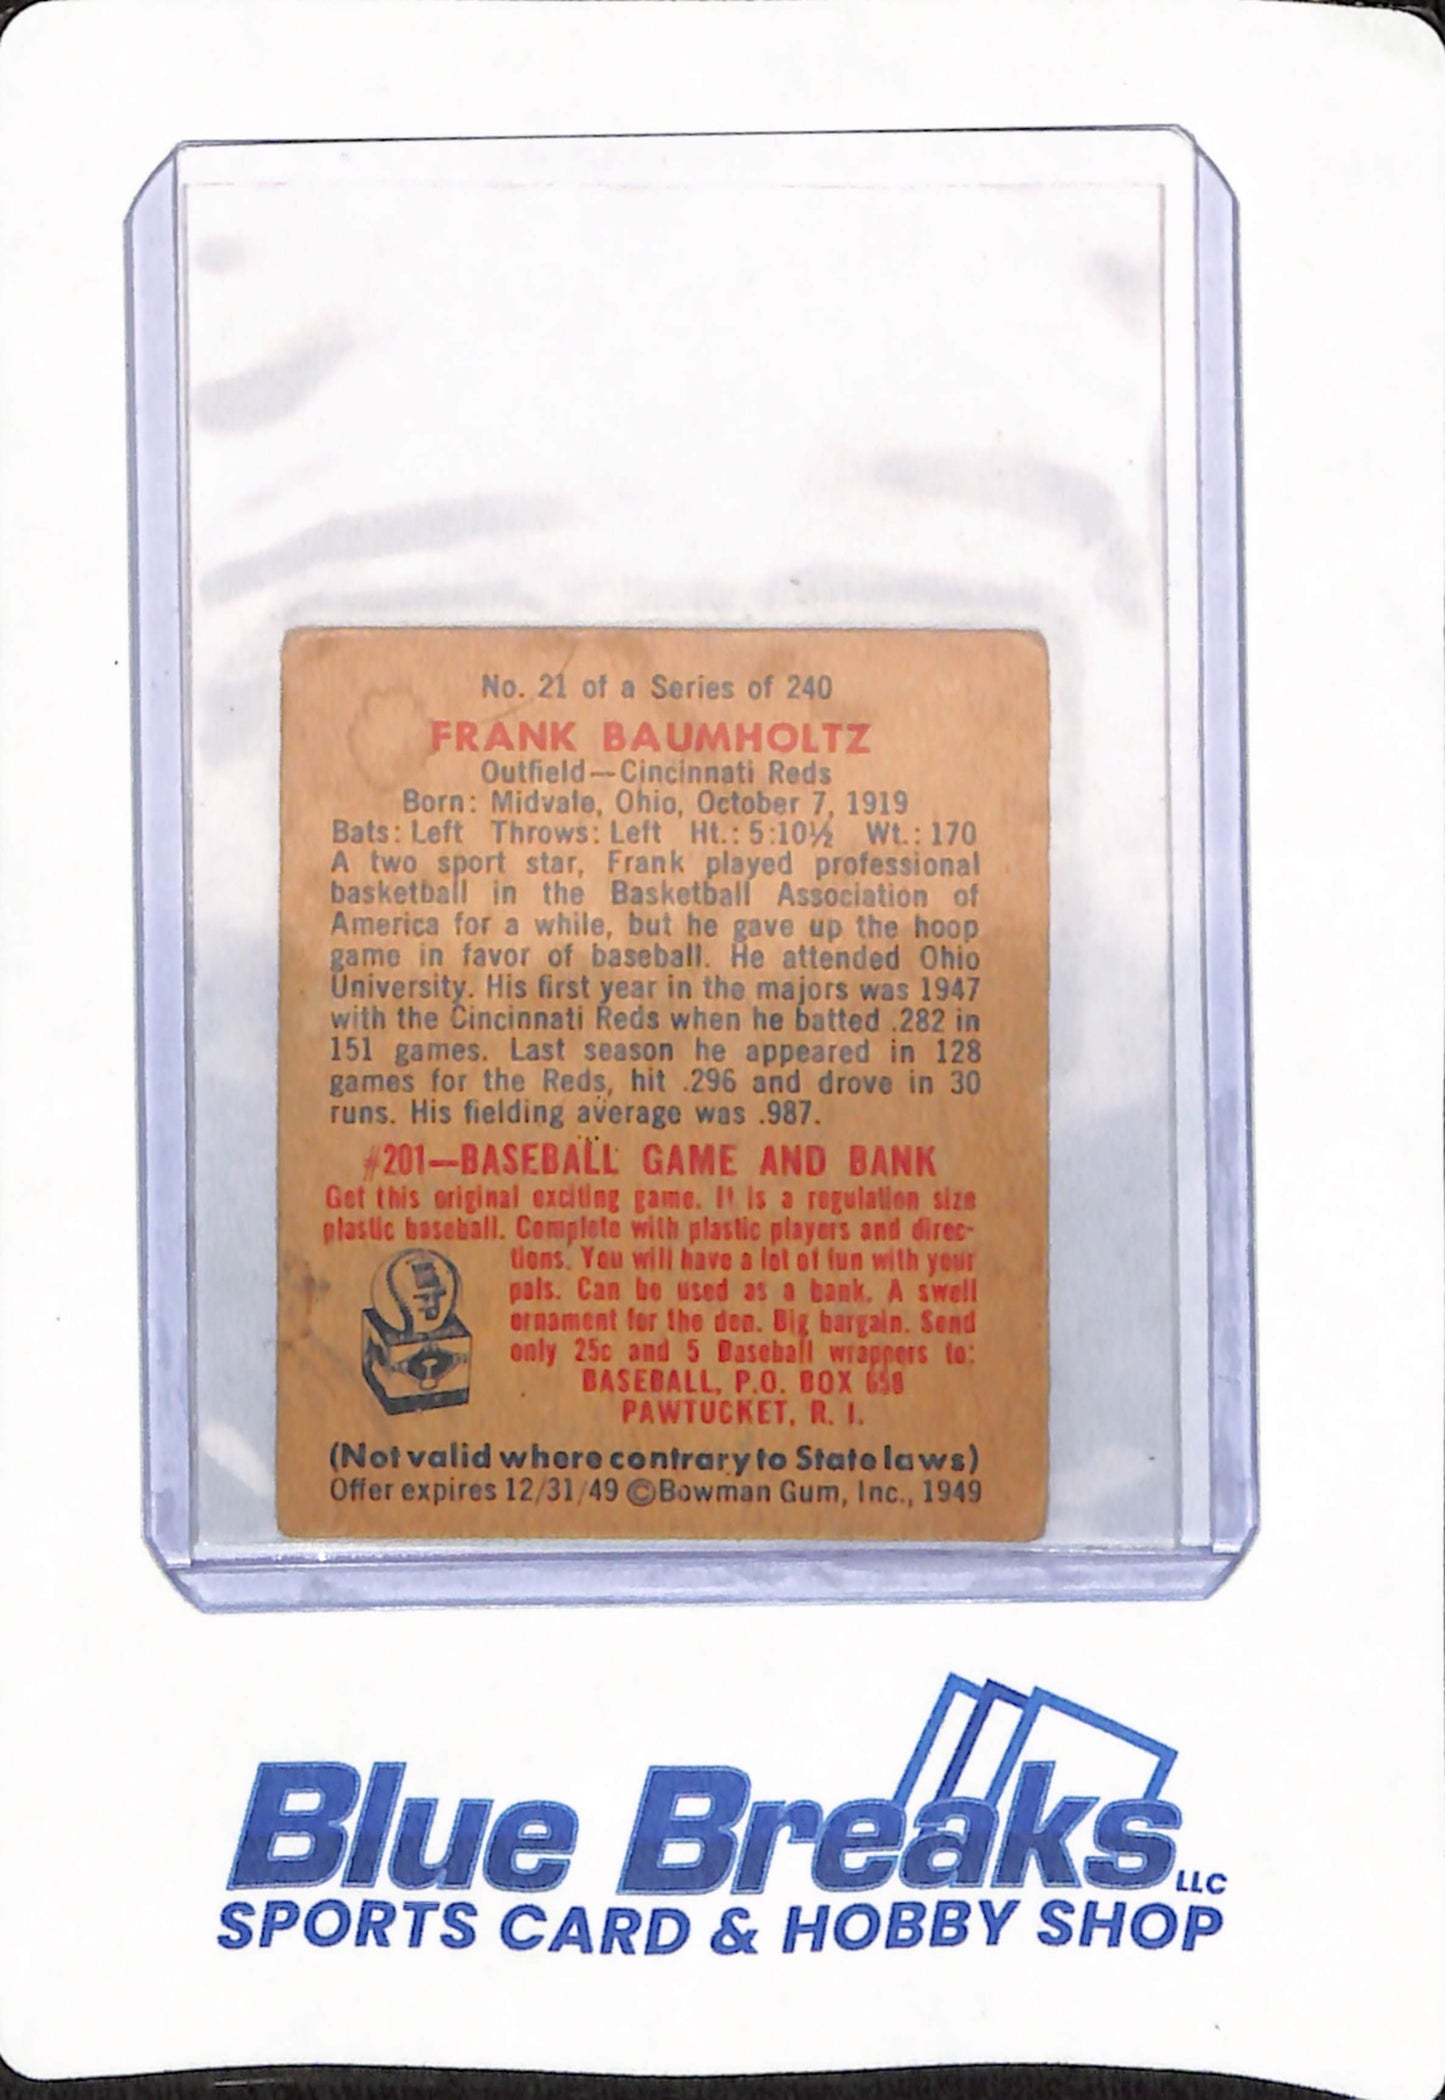 No. 21 of a Series of 240
FRANK BAUMHOLTZ
Outfield—Cincinnati Reds
Born: Midvale, Ohio, October 7, 1919
Bats: Left Throws: Left Ht.: 5:10½ Wt.: 170
A two sport star, Frank played professional
basketball in the Basketball Association of
America for a while, but he gave up the hoop
game in favor of baseball. He attended Ohio
University. His first year in the majors was 1947
with the Cincinnati Reds when he batted .282 in
151 games. Last season he appeared in 128
games for the Reds, hit .296 and drove in 30
runs. His fielding average was .987.
#201—BASEBALL GAME AND BANK
Get this original exciting game. It is a regulation size
plastic baseball. Complete with plastic players and direc-
tions. You will have a lot of fun with your
pals. Can be used as a bank. A swell
ornament for the den. Big bargain. Send
only 25c and 5 Baseball wrappers to:
BASEBALL, P.O. BOX 658
PAWTUCKET, R. I.
(Not valid where contrary to State laws)
Offer expires 12/31/49 ©Bowman Gum, Inc., 1949
Blue Breaks LLC
SPORTS CARD & HOBBY SHOP